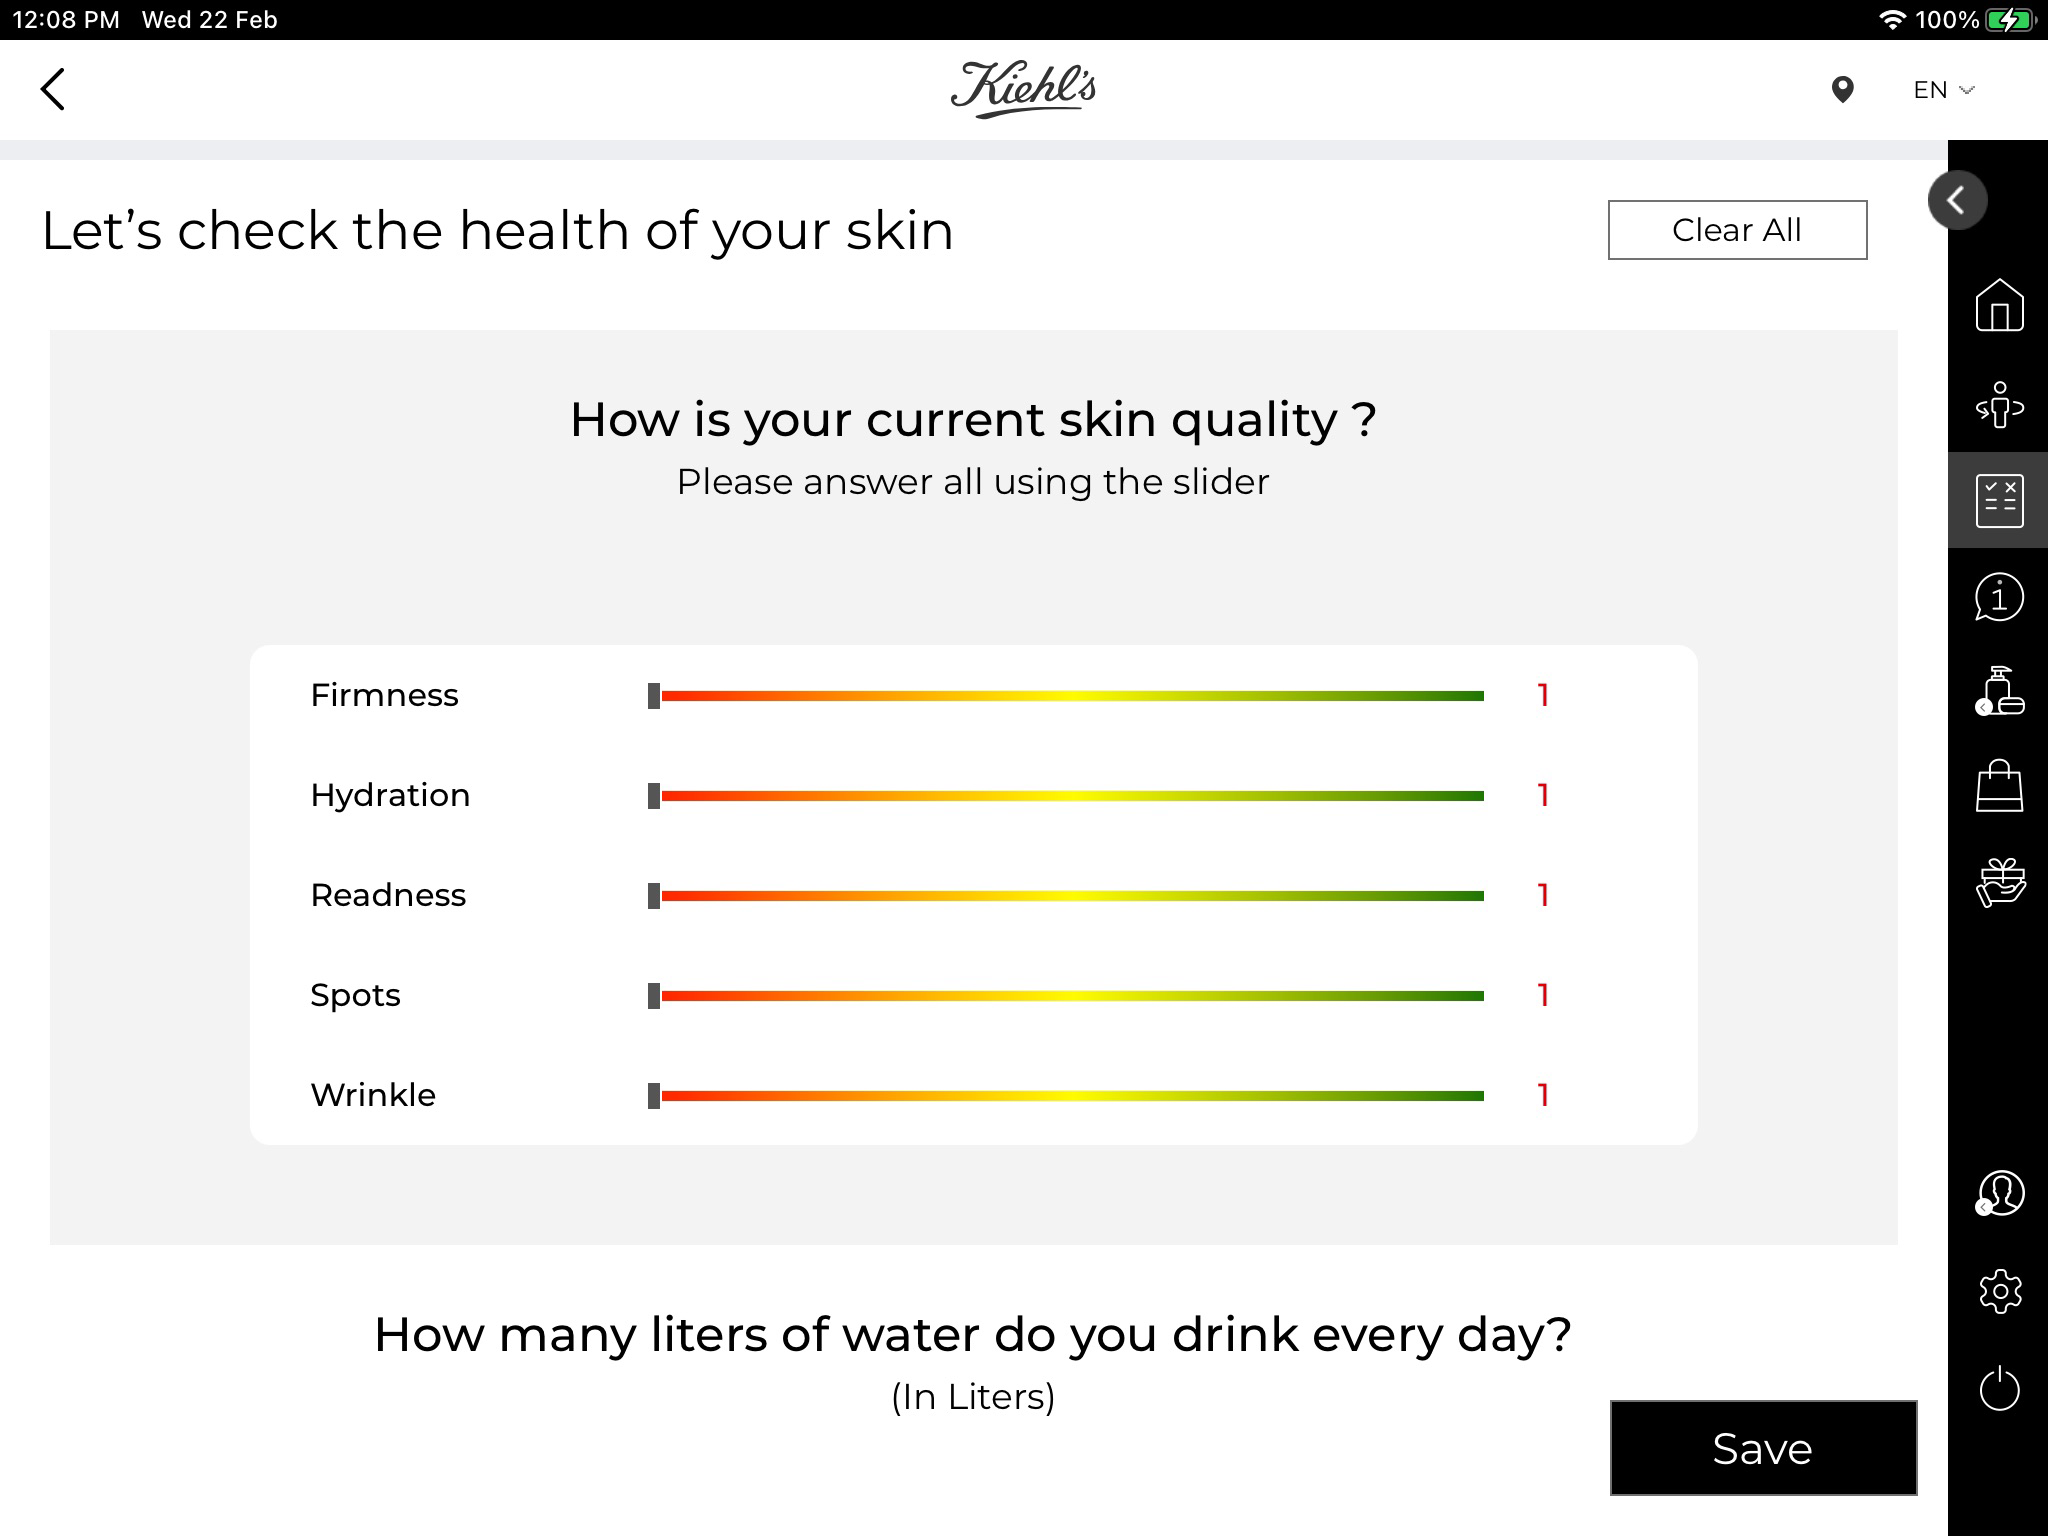 12:08 PM Wed 22 Feb
100%
Kiehl's
EN
Let’s check the health of your skin
Clear All
How is your current skin quality ?
Please answer all using the slider
Firmness 1
Hydration 1
Readness 1
Spots 1
Wrinkle 1
How many liters of water do you drink every day?
(In Liters)
Save